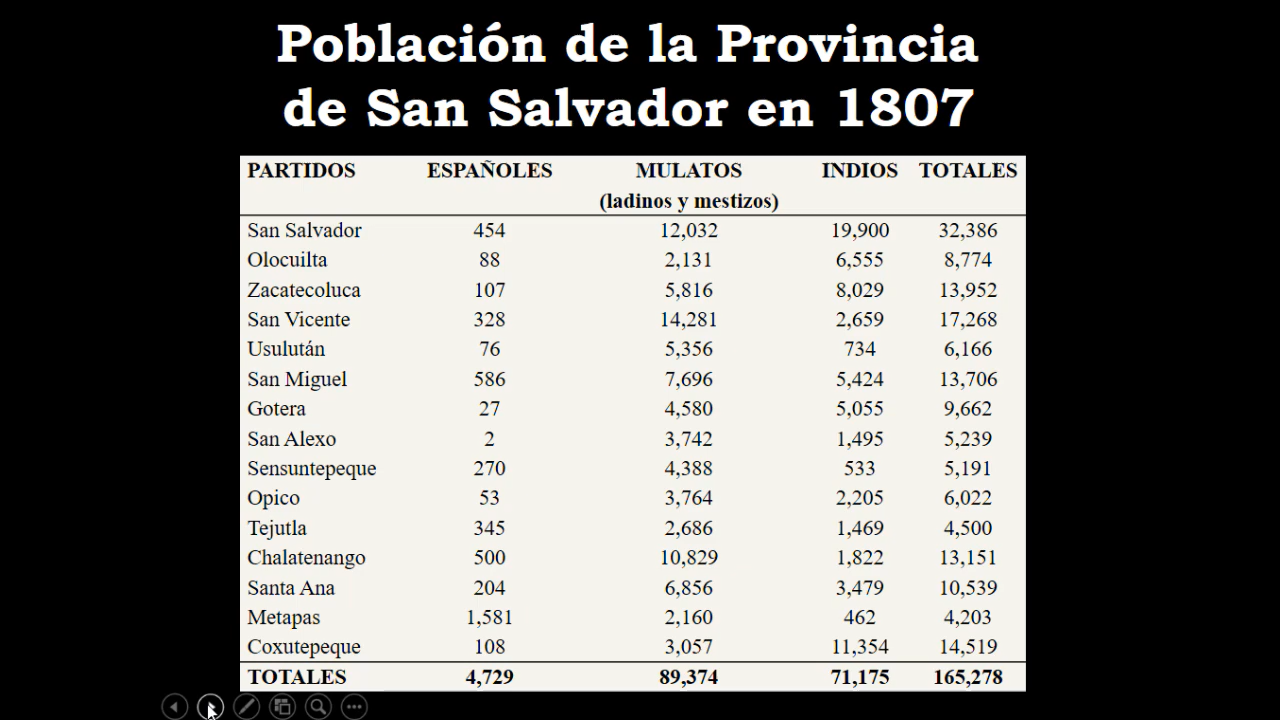 Población de la Provincia
de San Salvador en 1807
PARTIDOS ESPAÑOLES MULATOS INDIOS TOTALES
(ladinos y mestizos)
San Salvador 454 12,032 19,900 32,386
Olocuilta 88 2,131 6,555 8,774
Zacatecoluca 107 5,816 8,029 13,952
San Vicente 328 14,281 2,659 17,268
Usulután 76 5,356 734 6,166
San Miguel 586 7,696 5,424 13,706
Gotera 27 4,580 5,055 9,662
San Alexo 2 3,742 1,495 5,239
Sensuntepeque 270 4,388 533 5,191
Opico 53 3,764 2,205 6,022
Tejutla 345 2,686 1,469 4,500
Chalatenango 500 10,829 1,822 13,151
Santa Ana 204 6,856 3,479 10,539
Metapas 1,581 2,160 462 4,203
Coxutepeque 108 3,057 11,354 14,519
TOTALES 4,729 89,374 71,175 165,278